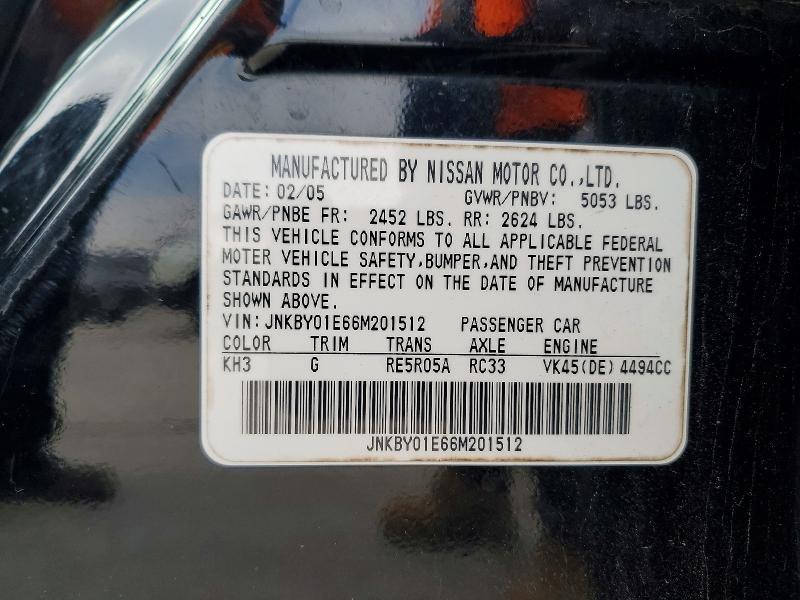 MANUFACTURED BY NISSAN MOTOR CO.,LTD.
DATE: 02/05 GVWR/PNBV: 5053 LBS.
GAWR/PNBE FR: 2452 LBS. RR: 2624 LBS.
THIS VEHICLE CONFORMS TO ALL APPLICABLE FEDERAL
MOTER VEHICLE SAFETY,BUMPER,AND THEFT PREVENTION
STANDARDS IN EFFECT ON THE DATE OF MANUFACTURE
SHOWN ABOVE.
VIN: JNKBY01E66M201512 PASSENGER CAR
COLOR TRIM TRANS AXLE ENGINE
KH3 G RE5R05A RC33 VK45(DE) 4494CC
JNKBY01E66M201512